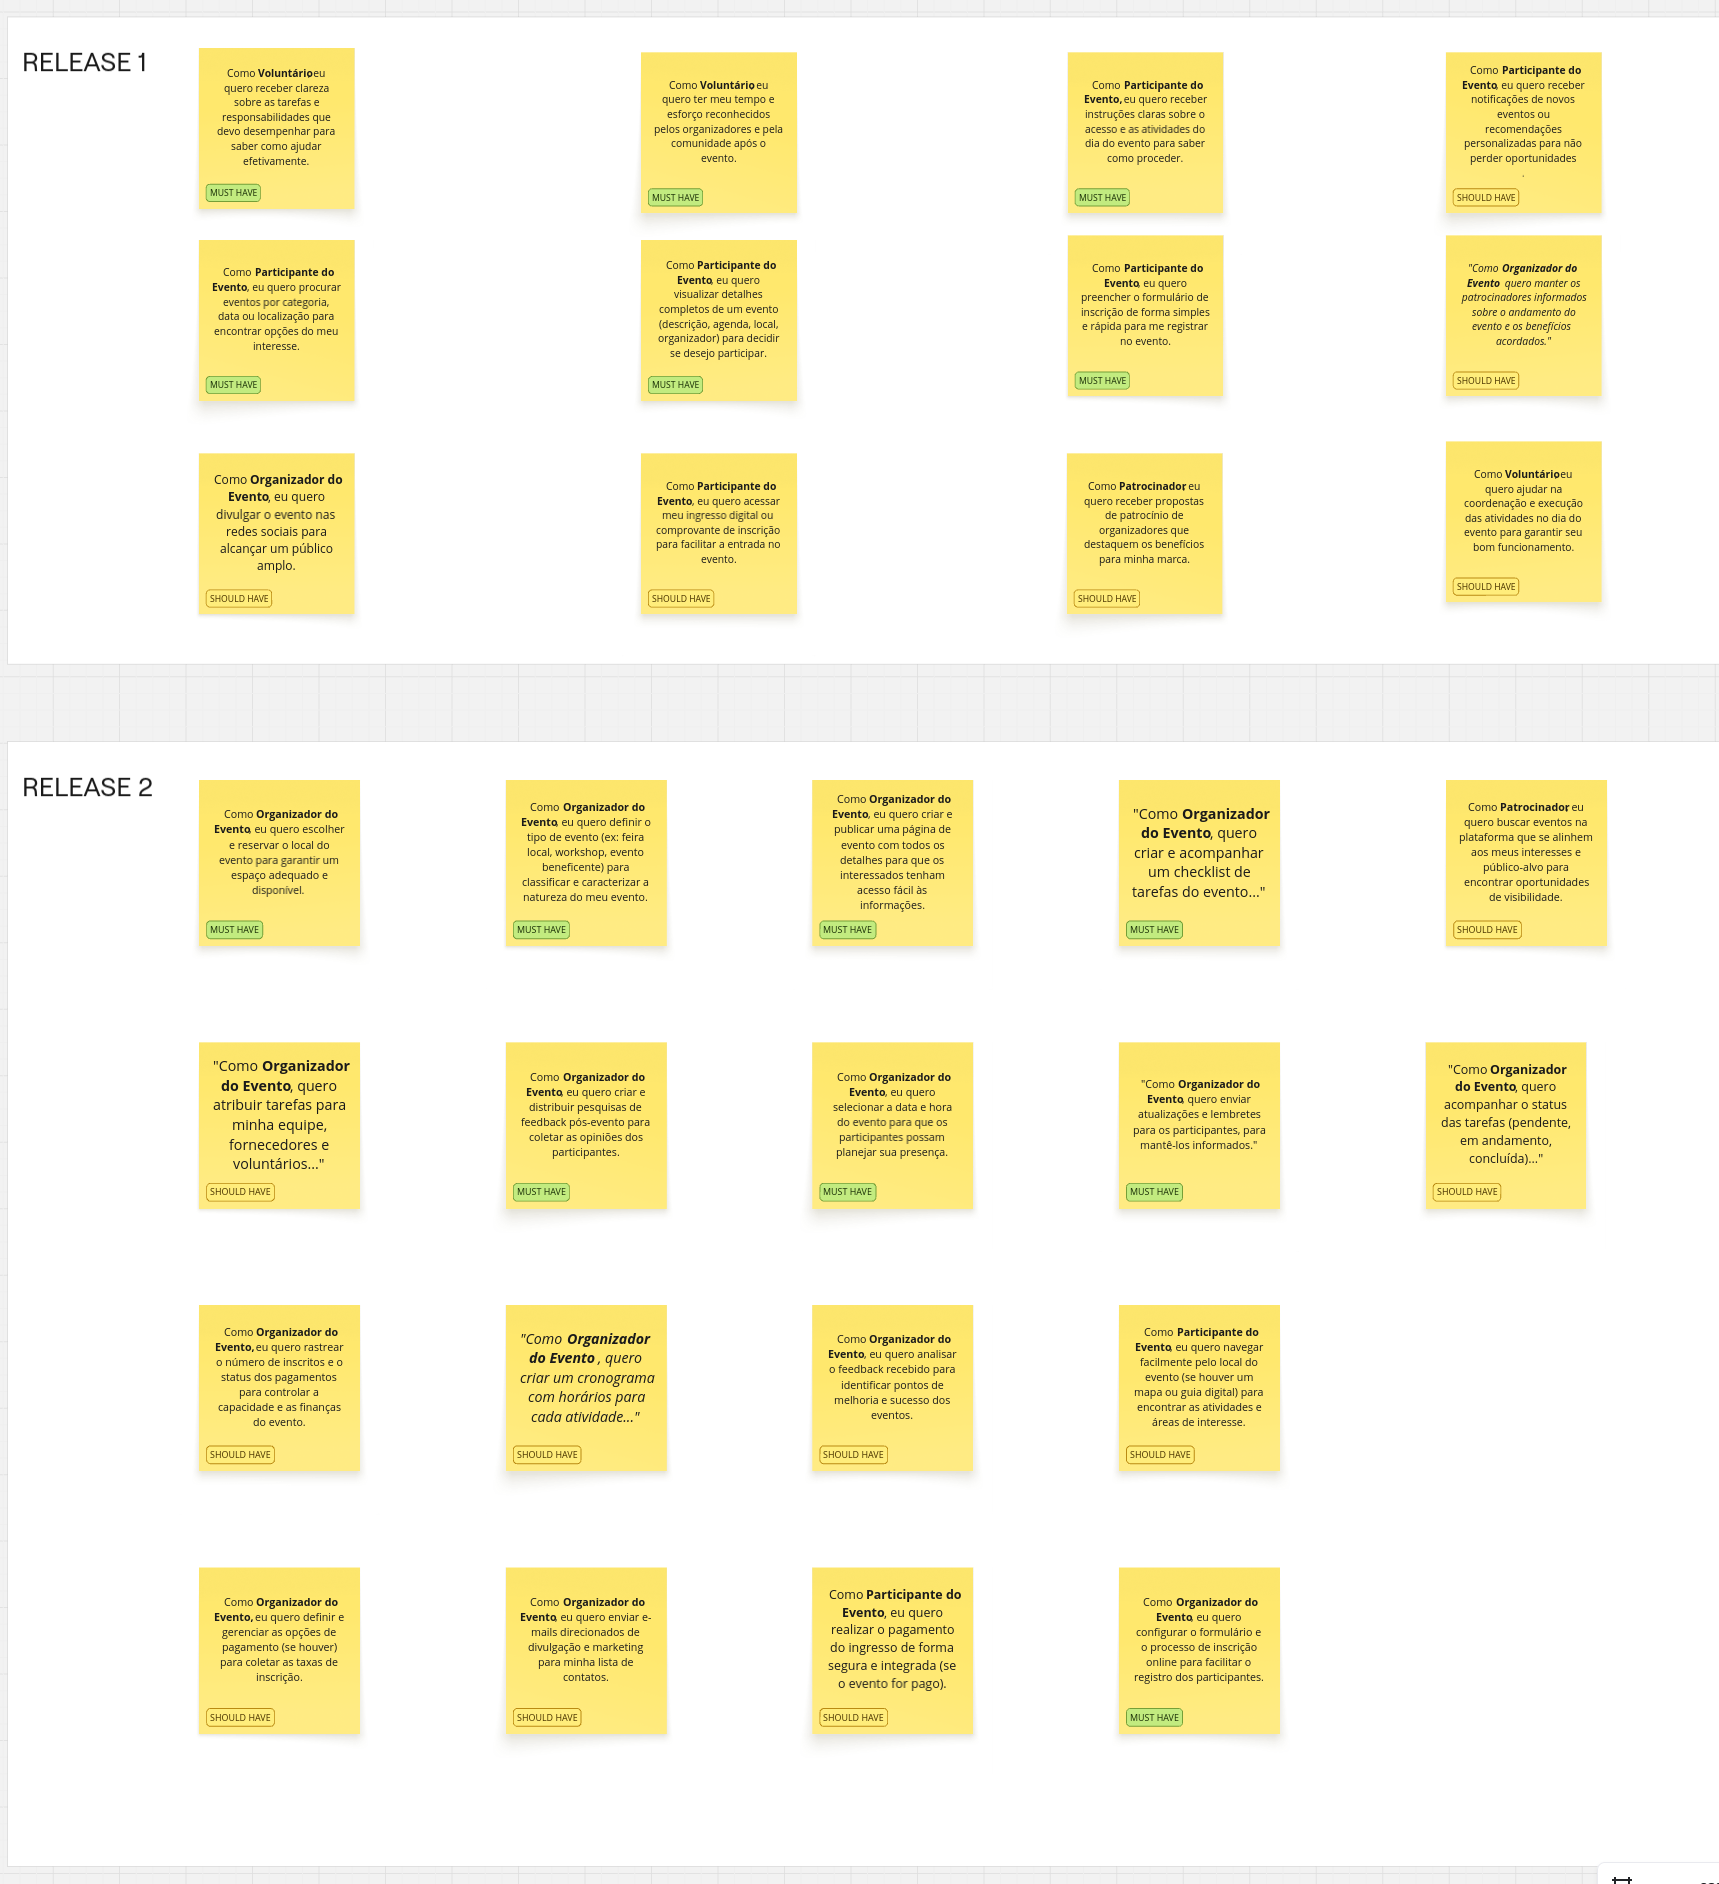 RELEASE 1
Como Voluntário, eu
quero receber clareza
sobre as tarefas e
responsabilidades que
devo desempenhar para
saber como ajudar
efetivamente.
MUST HAVE
Como Voluntário, eu
quero ter meu tempo e
esforço reconhecidos
pelos organizadores e pela
comunidade após o
evento.
MUST HAVE
Como Participante do
Evento, eu quero receber
instruções claras sobre o
acesso e as atividades do
dia do evento para saber
como proceder.
MUST HAVE
Como Participante do
Evento, eu quero receber
notificações de novos
eventos ou
recomendações
personalizadas para não
perder oportunidades
.
SHOULD HAVE
Como Participante do
Evento, eu quero procurar
eventos por categoria,
data ou localização para
encontrar opções do meu
interesse.
MUST HAVE
Como Participante do
Evento, eu quero
visualizar detalhes
completos de um evento
(descrição, agenda, local,
organizador) para decidir
se desejo participar.
MUST HAVE
Como Participante do
Evento, eu quero
preencher o formulário de
inscrição de forma simples
e rápida para me registrar
no evento.
MUST HAVE
"Como Organizador do
Evento quero manter os
patrocinadores informados
sobre o andamento do
evento e os benefícios
acordados."
SHOULD HAVE
Como Organizador do
Evento, eu quero
divulgar o evento nas
redes sociais para
alcançar um público
amplo.
SHOULD HAVE
Como Participante do
Evento, eu quero acessar
meu ingresso digital ou
comprovante de inscrição
para facilitar a entrada no
evento.
SHOULD HAVE
Como Patrocinador, eu
quero receber propostas
de patrocínio de
organizadores que
destaquem os benefícios
para minha marca.
SHOULD HAVE
Como Voluntário, eu
quero ajudar na
coordenação e execução
das atividades no dia do
evento para garantir seu
bom funcionamento.
SHOULD HAVE
RELEASE 2
Como Organizador do
Evento, eu quero escolher
e reservar o local do
evento para garantir um
espaço adequado e
disponível.
MUST HAVE
Como Organizador do
Evento, eu quero definir o
tipo de evento (ex: feira
local, workshop, evento
beneficente) para
classificar e caracterizar a
natureza do meu evento.
MUST HAVE
Como Organizador do
Evento, eu quero criar e
publicar uma página de
evento com todos os
detalhes para que os
interessados tenham
acesso fácil às
informações.
MUST HAVE
"Como Organizador
do Evento, quero
criar e acompanhar
um checklist de
tarefas do evento..."
MUST HAVE
Como Patrocinador, eu
quero buscar eventos na
plataforma que se alinhem
aos meus interesses e
público-alvo para
encontrar oportunidades
de visibilidade.
SHOULD HAVE
"Como Organizador
do Evento, quero
atribuir tarefas para
minha equipe,
fornecedores e
voluntários..."
SHOULD HAVE
Como Organizador do
Evento, eu quero criar e
distribuir pesquisas de
feedback pós-evento para
coletar as opiniões dos
participantes.
MUST HAVE
Como Organizador do
Evento, eu quero
selecionar a data e hora
do evento para que os
participantes possam
planejar sua presença.
MUST HAVE
"Como Organizador do
Evento, quero enviar
atualizações e lembretes
para os participantes, para
mantê-los informados."
MUST HAVE
"Como Organizador
do Evento, quero
acompanhar o status
das tarefas (pendente,
em andamento,
concluída)..."
SHOULD HAVE
Como Organizador do
Evento, eu quero rastrear
o número de inscritos e o
status dos pagamentos
para controlar a
capacidade e as finanças
do evento.
SHOULD HAVE
"Como Organizador
do Evento , quero
criar um cronograma
com horários para
cada atividade..."
SHOULD HAVE
Como Organizador do
Evento, eu quero analisar
o feedback recebido para
identificar pontos de
melhoria e sucesso dos
eventos.
SHOULD HAVE
Como Participante do
Evento, eu quero navegar
facilmente pelo local do
evento (se houver um
mapa ou guia digital) para
encontrar as atividades e
áreas de interesse.
SHOULD HAVE
Como Organizador do
Evento, eu quero definir e
gerenciar as opções de
pagamento (se houver)
para coletar as taxas de
inscrição.
SHOULD HAVE
Como Organizador do
Evento, eu quero enviar e-
mails direcionados de
divulgação e marketing
para minha lista de
contatos.
SHOULD HAVE
Como Participante do
Evento, eu quero
realizar o pagamento
do ingresso de forma
segura e integrada (se
o evento for pago).
SHOULD HAVE
Como Organizador do
Evento, eu quero
configurar o formulário e
o processo de inscrição
online para facilitar o
registro dos participantes.
MUST HAVE